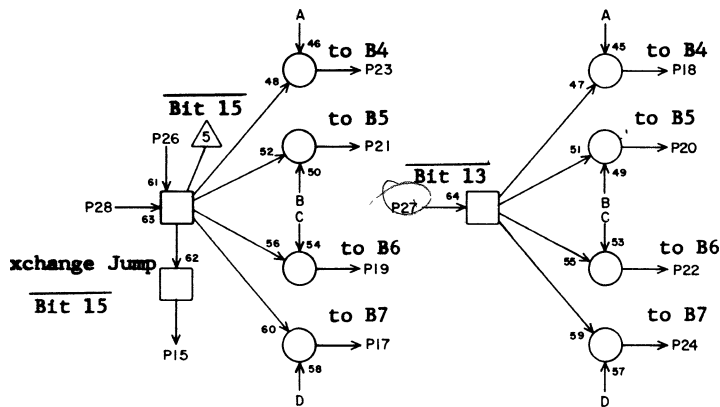 A
46
to B4
P23
48
Bit 15
5
P26
to B5
P21
52
50
61
P28
63
B
C
62
56
54
to B6
P19
xchange Jump
Bit 15
to B7
60
P17
58
P15
D
A
45
to B4
P18
47
to B5
P20
51
49
Bit 13
P27
64
B
C
53
55
to B6
P22
to B7
59
P24
57
D